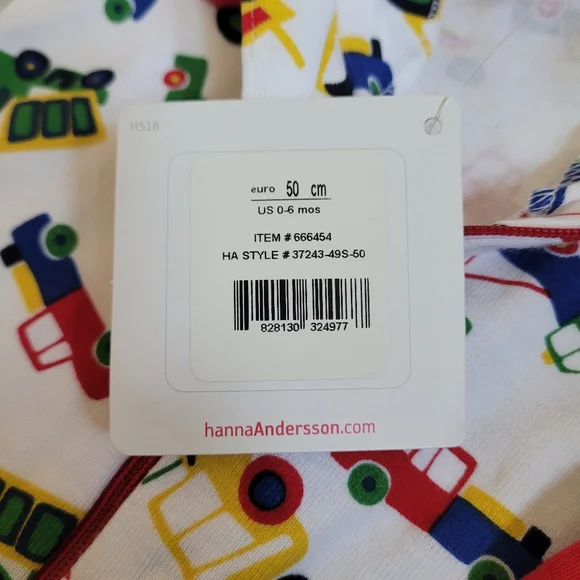 HS18
euro 50 cm
US 0-6 mos
ITEM # 666454
HA STYLE # 37243-49S-50
828130 324977
hannaAndersson.com